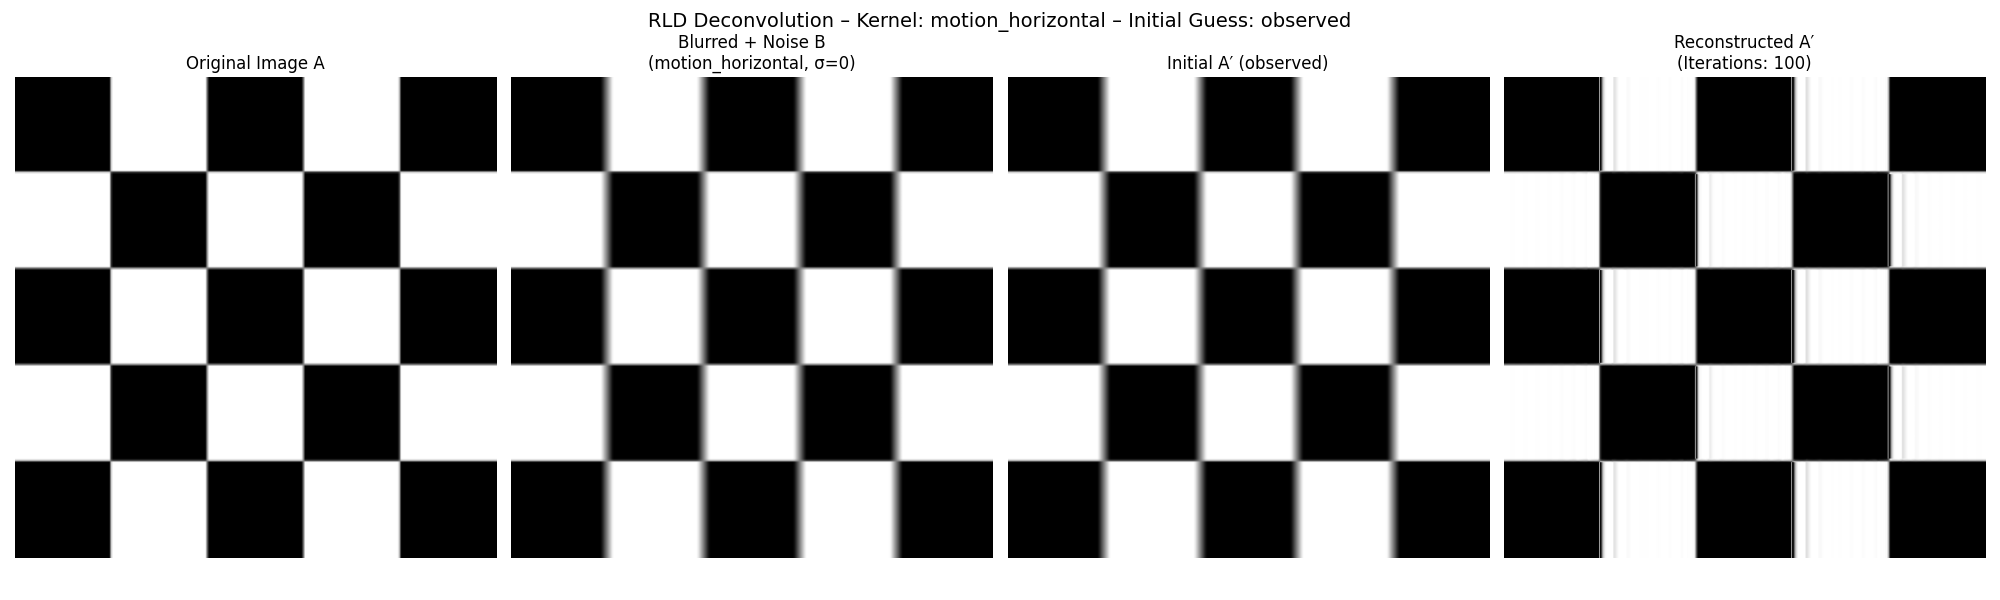 RLD Deconvolution – Kernel: motion_horizontal – Initial Guess: observed
Original Image A
Blurred + Noise B
(motion_horizontal, σ=0)
Initial A′ (observed)
Reconstructed A′
(Iterations: 100)